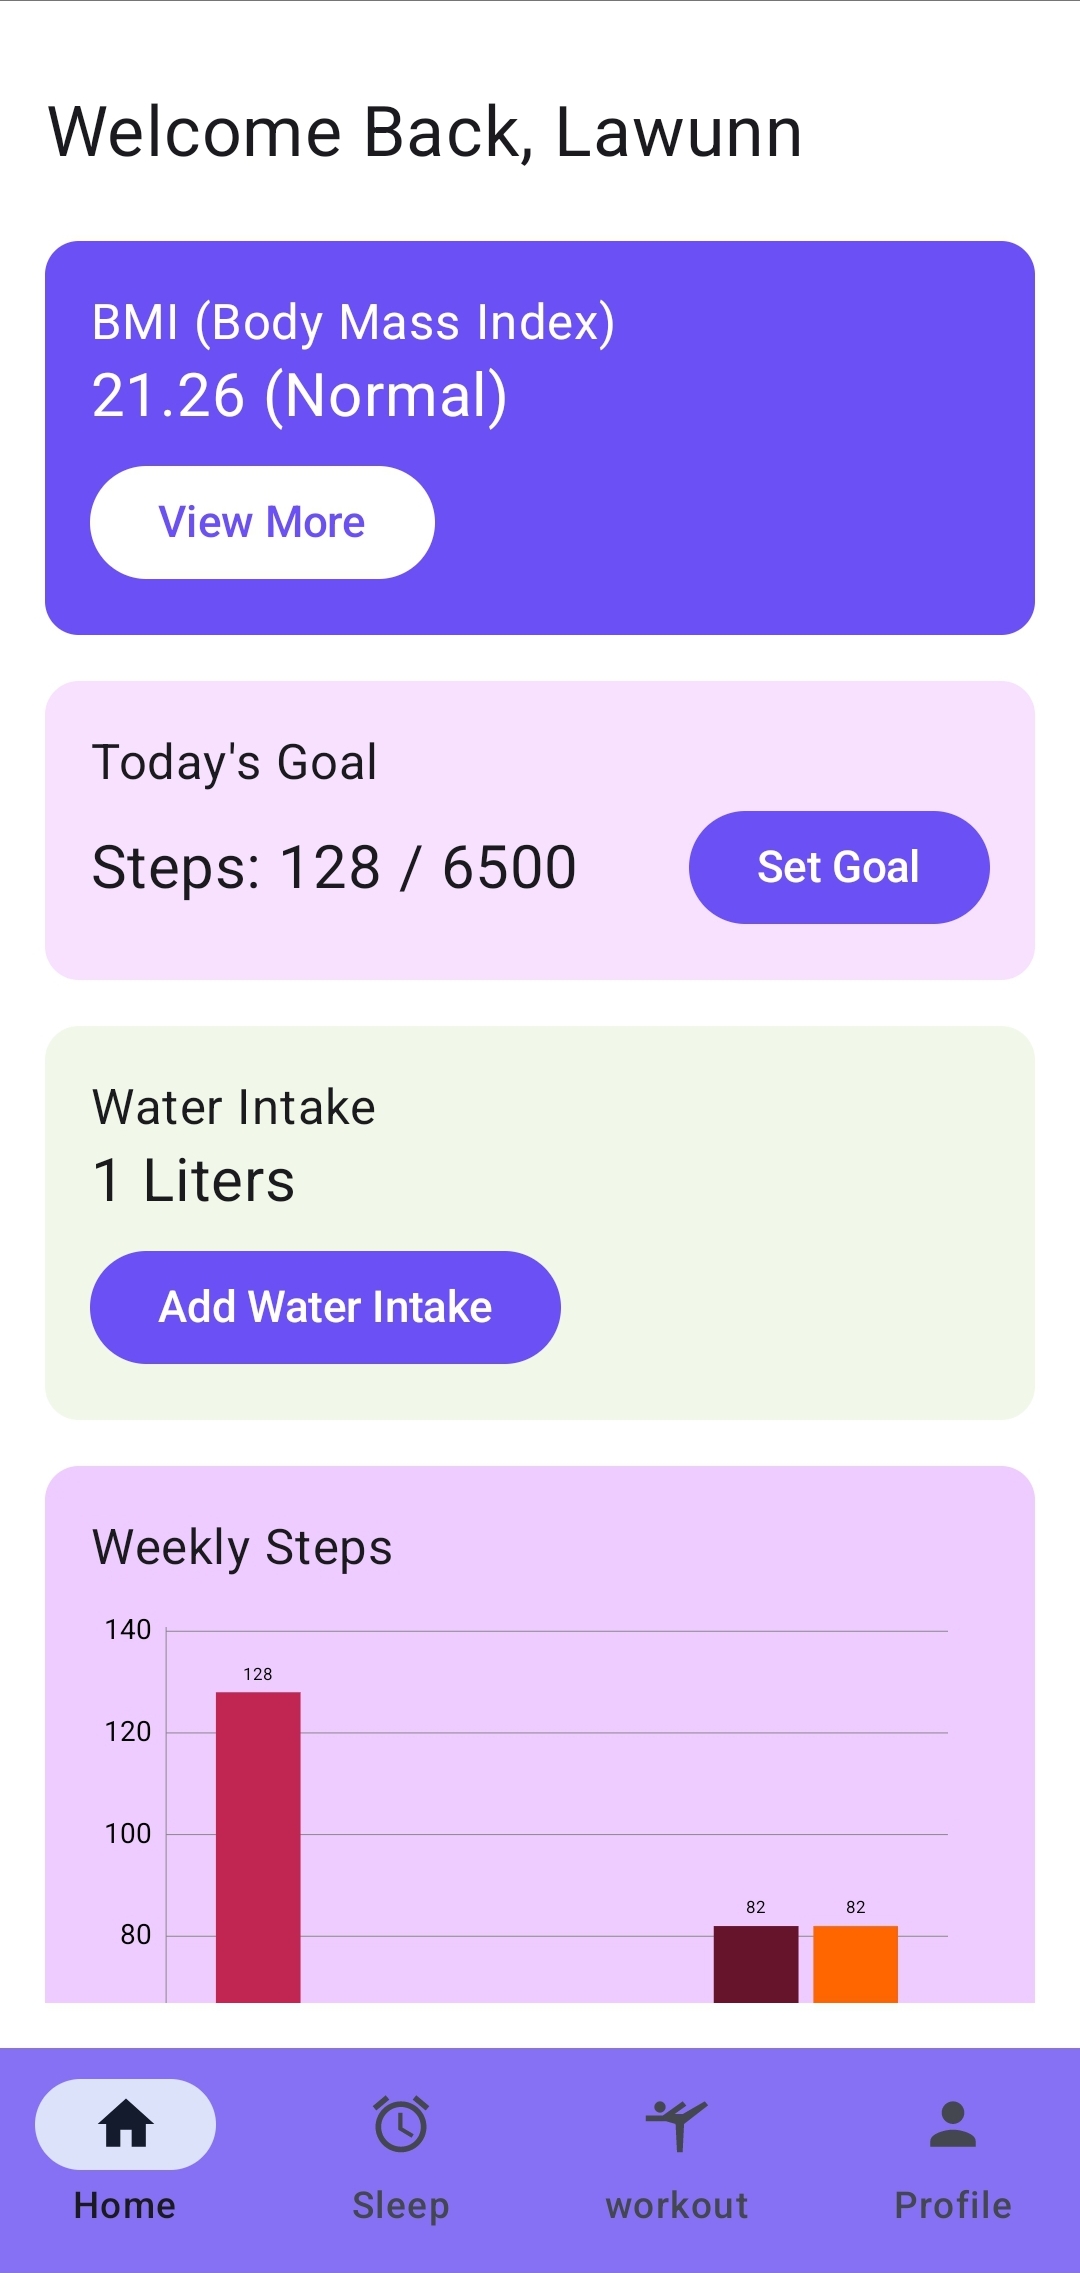 Welcome Back, Lawunn
BMI (Body Mass Index)
21.26 (Normal)
View More
Today's Goal
Steps: 128 / 6500
Set Goal
Water Intake
1 Liters
Add Water Intake
Weekly Steps
140
128
120
100
82 82
80
Home Sleep workout Profile